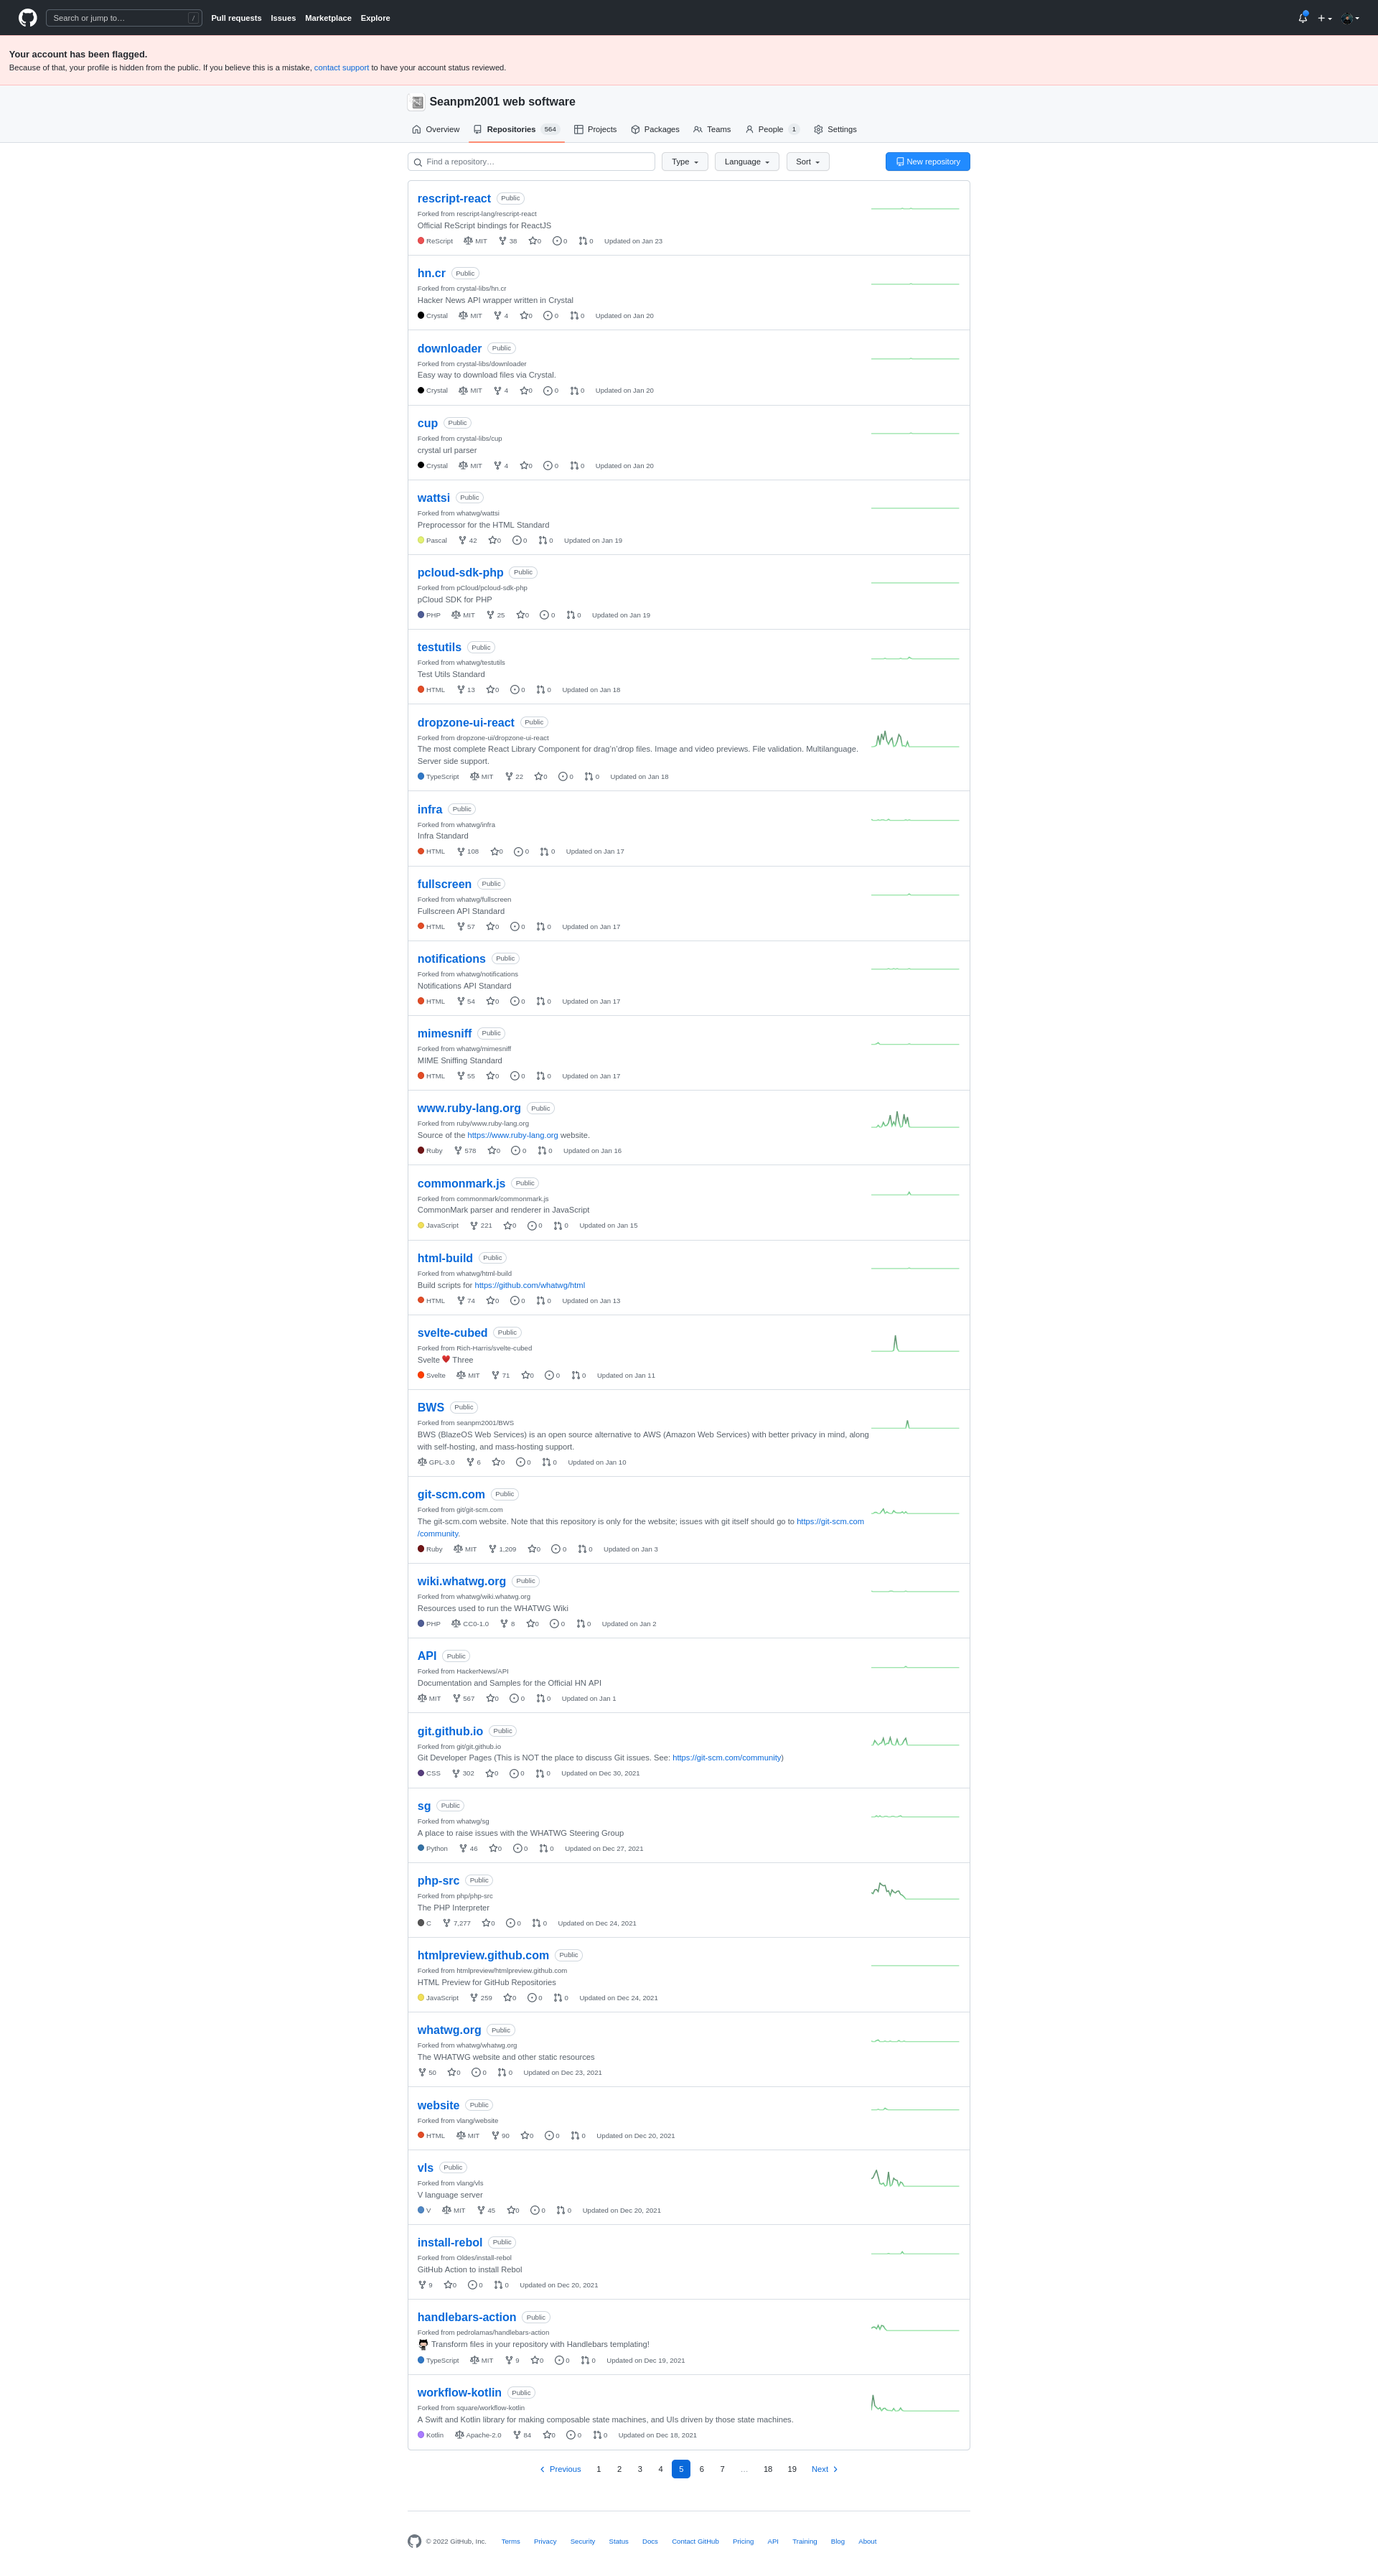 Search or jump to… / Pull requests Issues Marketplace Explore
Your account has been flagged.
Because of that, your profile is hidden from the public. If you believe this is a mistake, contact support to have your account status reviewed.
Seanpm2001 web software
Overview Repositories 564 Projects Packages Teams People 1 Settings
Find a repository… Type Language Sort New repository
rescript-react Public
Forked from rescript-lang/rescript-react
Official ReScript bindings for ReactJS
ReScript MIT 38 0 0 0 Updated on Jan 23
hn.cr Public
Forked from crystal-libs/hn.cr
Hacker News API wrapper written in Crystal
Crystal MIT 4 0 0 0 Updated on Jan 20
downloader Public
Forked from crystal-libs/downloader
Easy way to download files via Crystal.
Crystal MIT 4 0 0 0 Updated on Jan 20
cup Public
Forked from crystal-libs/cup
crystal url parser
Crystal MIT 4 0 0 0 Updated on Jan 20
wattsi Public
Forked from whatwg/wattsi
Preprocessor for the HTML Standard
Pascal 42 0 0 0 Updated on Jan 19
pcloud-sdk-php Public
Forked from pCloud/pcloud-sdk-php
pCloud SDK for PHP
PHP MIT 25 0 0 0 Updated on Jan 19
testutils Public
Forked from whatwg/testutils
Test Utils Standard
HTML 13 0 0 0 Updated on Jan 18
dropzone-ui-react Public
Forked from dropzone-ui/dropzone-ui-react
The most complete React Library Component for drag'n'drop files. Image and video previews. File validation. Multilanguage.
Server side support.
TypeScript MIT 22 0 0 0 Updated on Jan 18
infra Public
Forked from whatwg/infra
Infra Standard
HTML 108 0 0 0 Updated on Jan 17
fullscreen Public
Forked from whatwg/fullscreen
Fullscreen API Standard
HTML 57 0 0 0 Updated on Jan 17
notifications Public
Forked from whatwg/notifications
Notifications API Standard
HTML 54 0 0 0 Updated on Jan 17
mimesniff Public
Forked from whatwg/mimesniff
MIME Sniffing Standard
HTML 55 0 0 0 Updated on Jan 17
www.ruby-lang.org Public
Forked from ruby/www.ruby-lang.org
Source of the https://www.ruby-lang.org website.
Ruby 578 0 0 0 Updated on Jan 16
commonmark.js Public
Forked from commonmark/commonmark.js
CommonMark parser and renderer in JavaScript
JavaScript 221 0 0 0 Updated on Jan 15
html-build Public
Forked from whatwg/html-build
Build scripts for https://github.com/whatwg/html
HTML 74 0 0 0 Updated on Jan 13
svelte-cubed Public
Forked from Rich-Harris/svelte-cubed
Svelte ❤️ Three
Svelte MIT 71 0 0 0 Updated on Jan 11
BWS Public
Forked from seanpm2001/BWS
BWS (BlazeOS Web Services) is an open source alternative to AWS (Amazon Web Services) with better privacy in mind, along
with self-hosting, and mass-hosting support.
GPL-3.0 6 0 0 0 Updated on Jan 10
git-scm.com Public
Forked from git/git-scm.com
The git-scm.com website. Note that this repository is only for the website; issues with git itself should go to https://git-scm.com
/community.
Ruby MIT 1,209 0 0 0 Updated on Jan 3
wiki.whatwg.org Public
Forked from whatwg/wiki.whatwg.org
Resources used to run the WHATWG Wiki
PHP CC0-1.0 8 0 0 0 Updated on Jan 2
API Public
Forked from HackerNews/API
Documentation and Samples for the Official HN API
MIT 567 0 0 0 Updated on Jan 1
git.github.io Public
Forked from git/git.github.io
Git Developer Pages (This is NOT the place to discuss Git issues. See: https://git-scm.com/community)
CSS 302 0 0 0 Updated on Dec 30, 2021
sg Public
Forked from whatwg/sg
A place to raise issues with the WHATWG Steering Group
Python 46 0 0 0 Updated on Dec 27, 2021
php-src Public
Forked from php/php-src
The PHP Interpreter
C 7,277 0 0 0 Updated on Dec 24, 2021
htmlpreview.github.com Public
Forked from htmlpreview/htmlpreview.github.com
HTML Preview for GitHub Repositories
JavaScript 259 0 0 0 Updated on Dec 24, 2021
whatwg.org Public
Forked from whatwg/whatwg.org
The WHATWG website and other static resources
50 0 0 0 Updated on Dec 23, 2021
website Public
Forked from vlang/website
HTML MIT 90 0 0 0 Updated on Dec 20, 2021
vls Public
Forked from vlang/vls
V language server
V MIT 45 0 0 0 Updated on Dec 20, 2021
install-rebol Public
Forked from Oldes/install-rebol
GitHub Action to install Rebol
9 0 0 0 Updated on Dec 20, 2021
handlebars-action Public
Forked from pedrolamas/handlebars-action
Transform files in your repository with Handlebars templating!
TypeScript MIT 9 0 0 0 Updated on Dec 19, 2021
workflow-kotlin Public
Forked from square/workflow-kotlin
A Swift and Kotlin library for making composable state machines, and UIs driven by those state machines.
Kotlin Apache-2.0 84 0 0 0 Updated on Dec 18, 2021
Previous 1 2 3 4 5 6 7 … 18 19 Next
© 2022 GitHub, Inc. Terms Privacy Security Status Docs Contact GitHub Pricing API Training Blog About